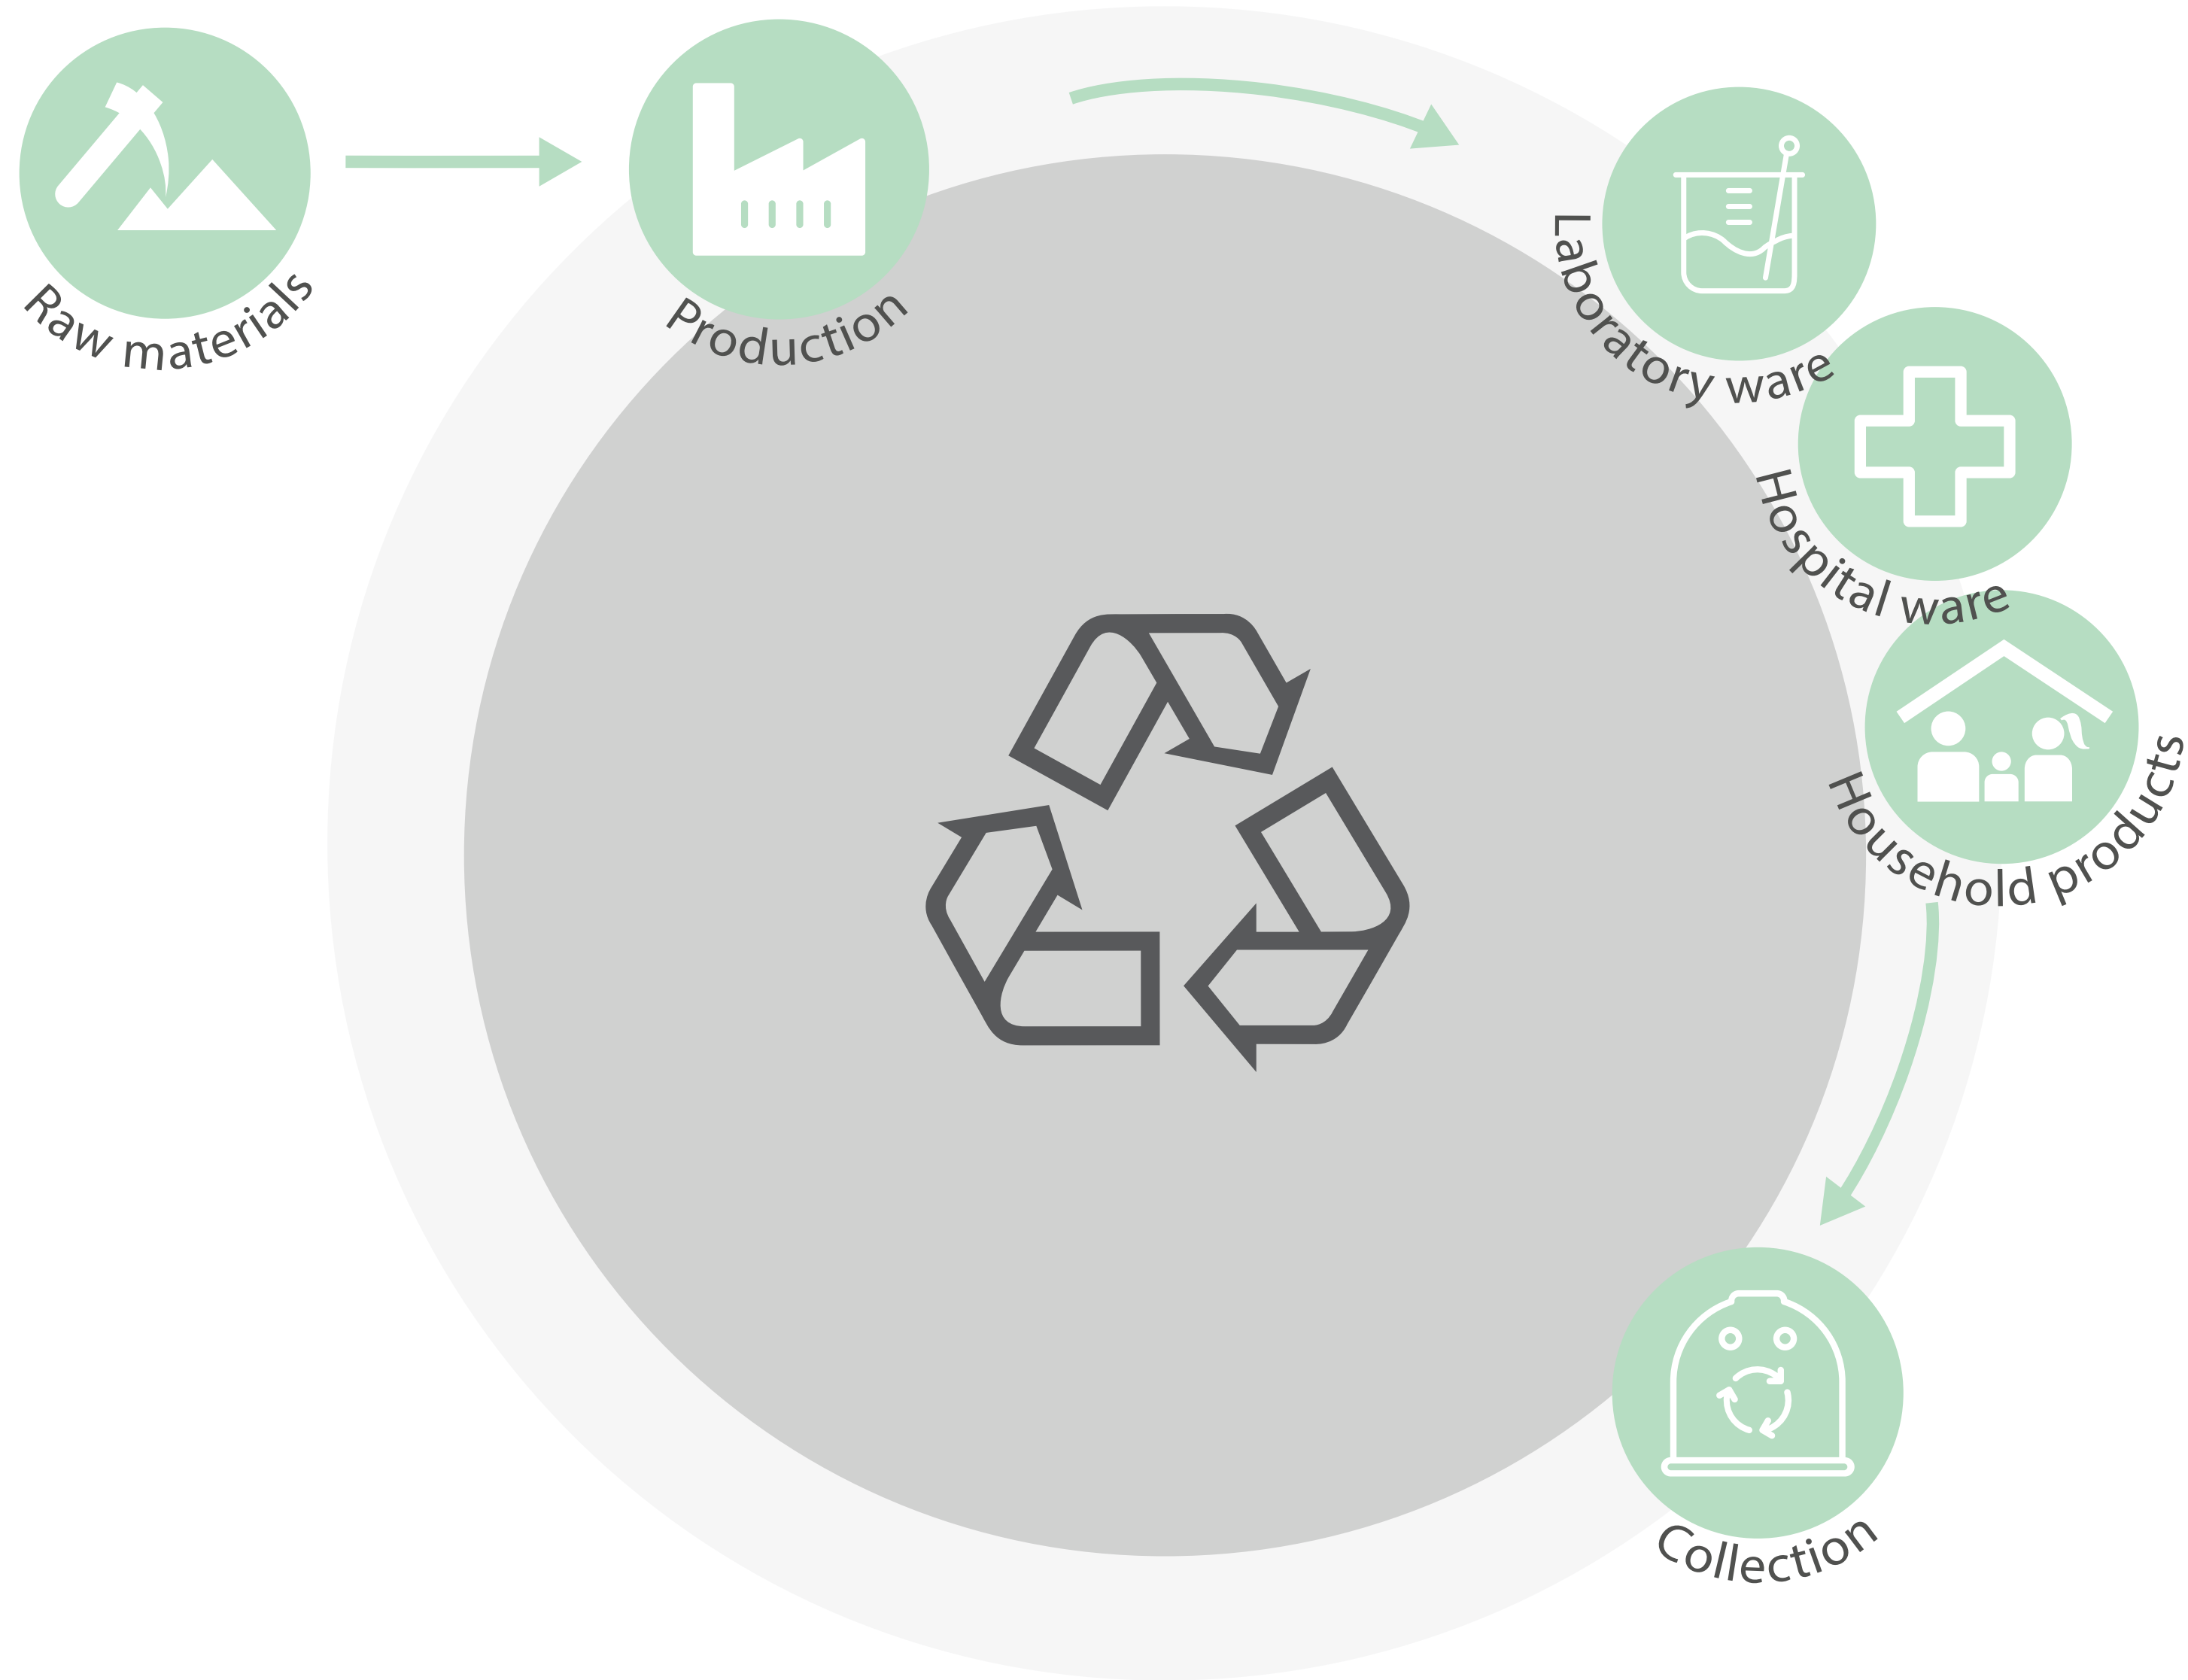 Raw materials
Production
Laboratory ware
Hospital ware
Household products
Collection